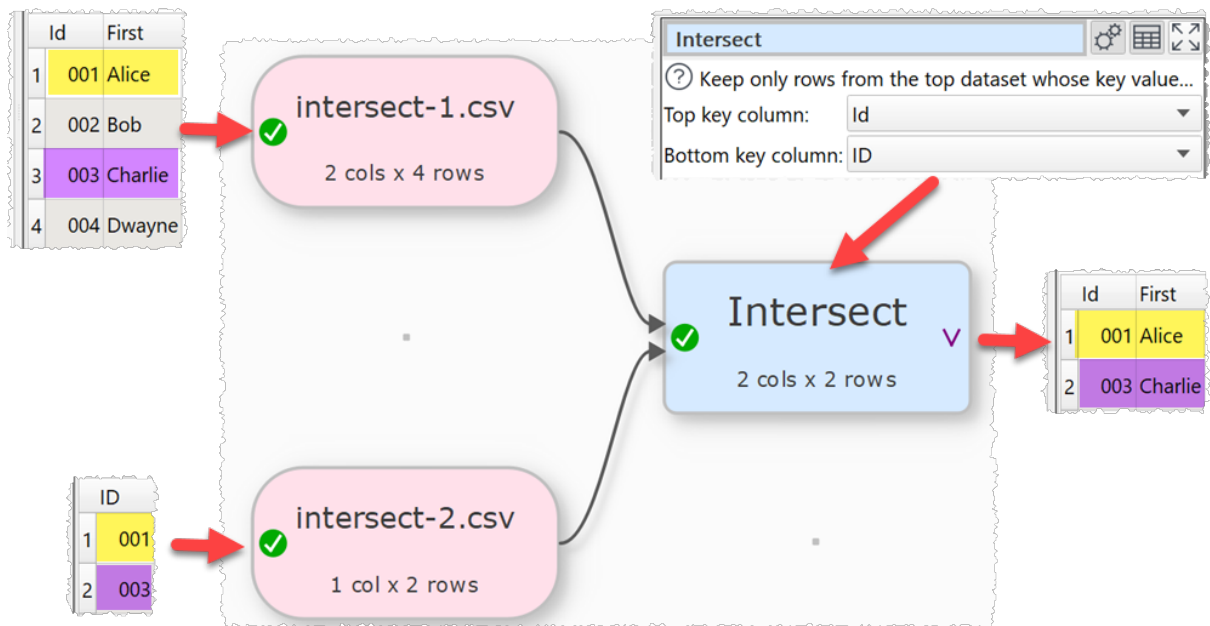 Id First
1 001 Alice
2 002 Bob
3 003 Charlie
4 004 Dwayne
intersect-1.csv
2 cols x 4 rows
Intersect
? Keep only rows from the top dataset whose key value...
Top key column: Id
Bottom key column: ID
Intersect
2 cols x 2 rows
V
Id First
1 001 Alice
2 003 Charlie
ID
1 001
2 003
intersect-2.csv
1 col x 2 rows